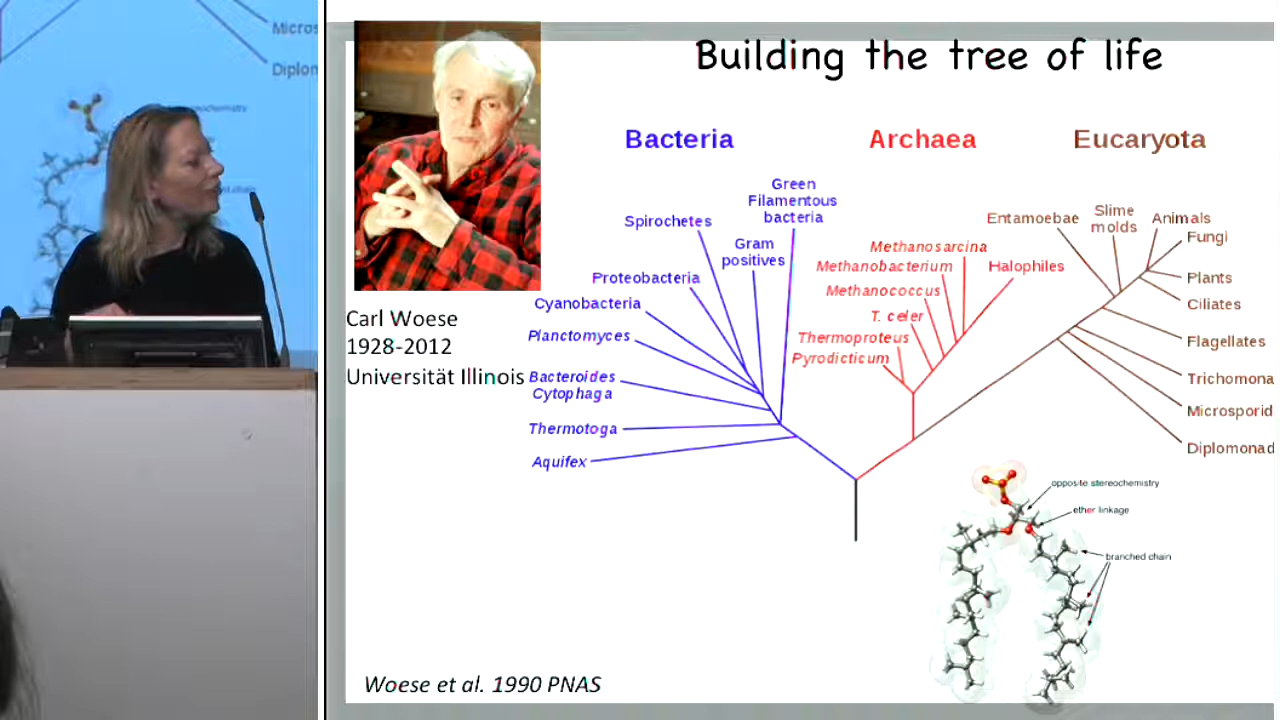 Micros
Diplon
Building the tree of life
Bacteria
Archaea
Eucaryota
Green
Filamentous
bacteria
Spirochetes
Gram
positives
Proteobacteria
Cyanobacteria
Planctomyces
Bacteroides
Cytophaga
Thermotoga
Aquifex
Methanosarcina
Methanobacterium
Halophiles
Methanococcus
T. celer
Thermoproteus
Pyrodicticum
Entamoebae
Slime
molds
Animals
Fungi
Plants
Ciliates
Flagellates
Trichomona
Microsporid
Diplomonad
Carl Woese
1928-2012
Universität Illinois
opposite stereochemistry
ether linkage
branched chain
Woese et al. 1990 PNAS